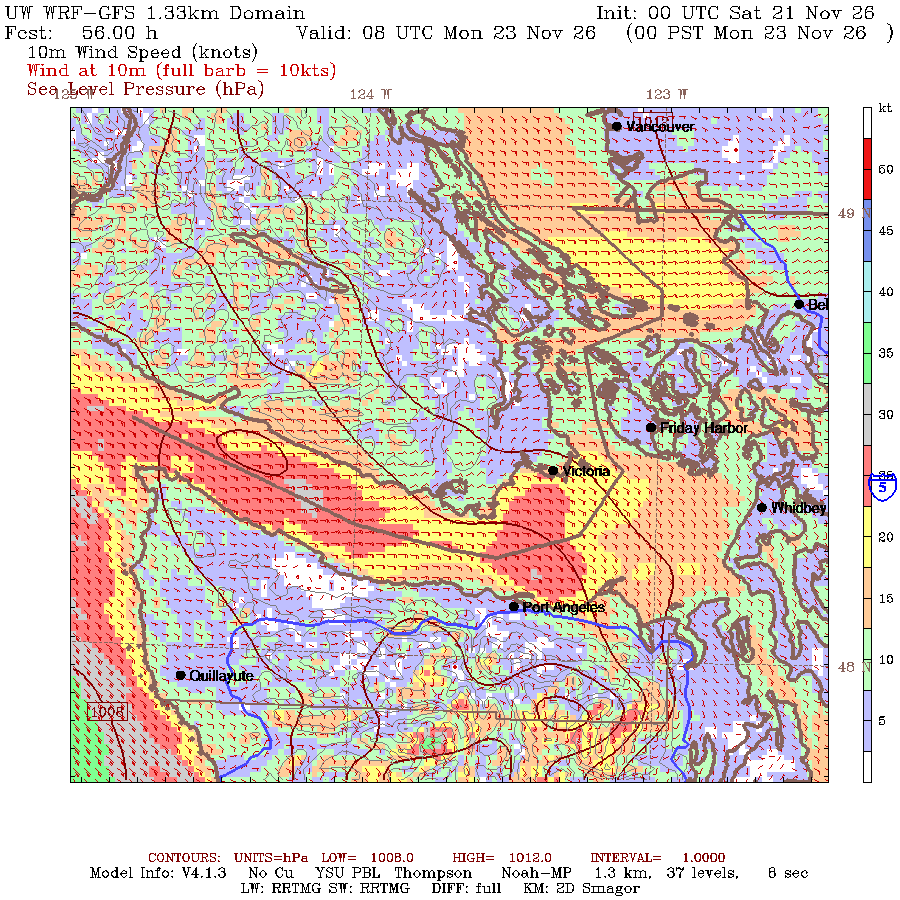 UW WRF-GFS 1.33km Domain Init: 00 UTC Sat 21 Nov 26
Fcst: 56.00 h Valid: 08 UTC Mon 23 Nov 26 (00 PST Mon 23 Nov 26 )
10m Wind Speed (knots)
Wind at 10m (full barb = 10kts)
Sea Level Pressure (hPa)
125 W 124 W 123 W
kt
Vancouver
60
49 N
45
40
Bel
35
30
Friday Harbor
Victoria
25
5
Whidbey
20
15
Port Angeles
10
48 N
Quillayute
1008
5
CONTOURS: UNITS=hPa LOW= 1008.0 HIGH= 1012.0 INTERVAL= 1.0000
Model Info: V4.1.3 No Cu YSU PBL Thompson Noah-MP 1.3 km, 37 levels, 8 sec
LW: RRTMG SW: RRTMG DIFF: full KM: 2D Smagor